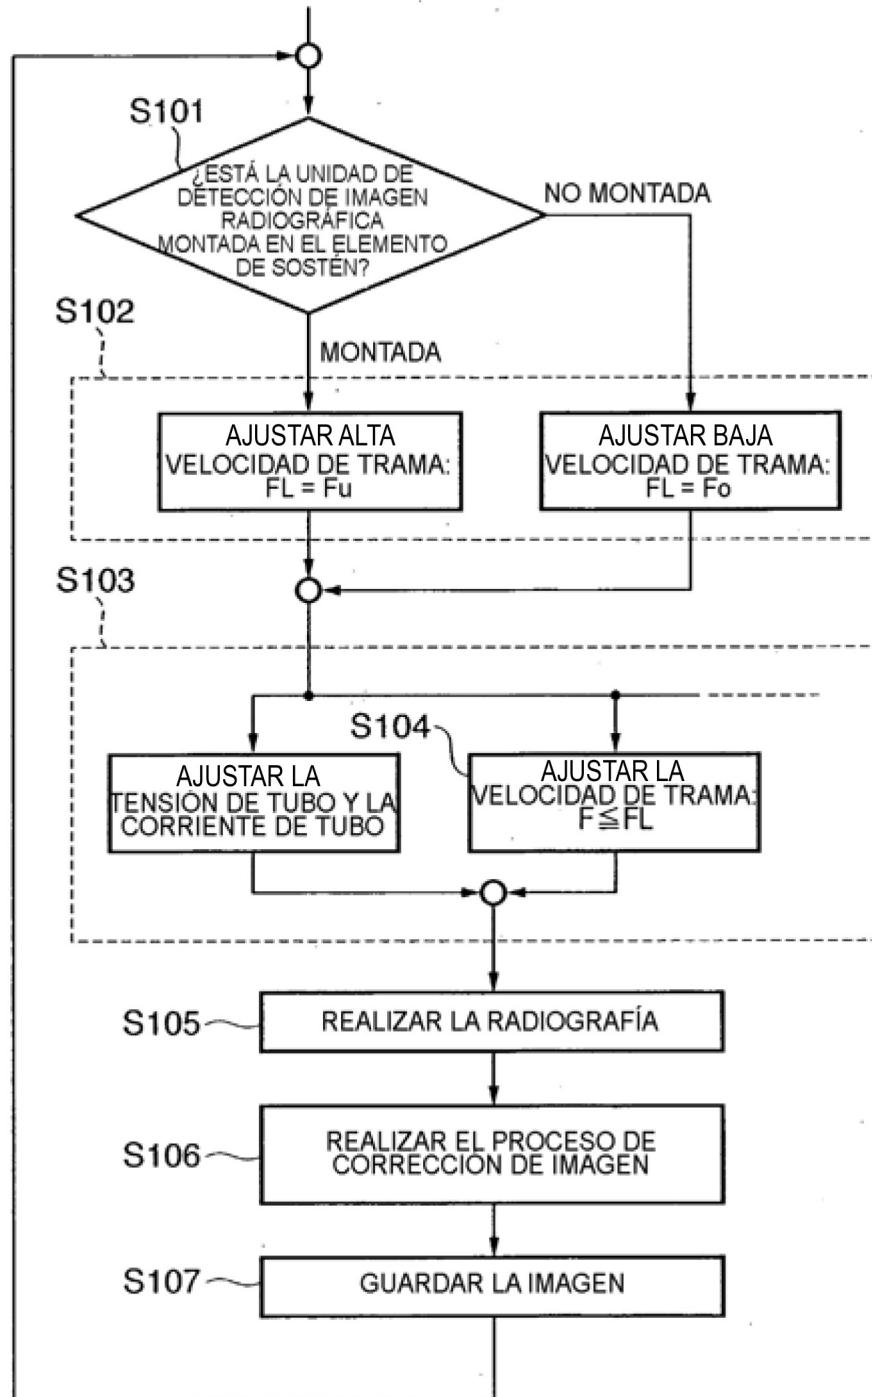 S101
¿ESTÁ LA UNIDAD DE
DETECCIÓN DE IMAGEN
RADIOGRÁFICA
MONTADA EN EL ELEMENTO
DE SOSTÉN?
NO MONTADA
MONTADA
S102
AJUSTAR ALTA
VELOCIDAD DE TRAMA:
FL = Fu
AJUSTAR BAJA
VELOCIDAD DE TRAMA:
FL = Fo
S103
AJUSTAR LA
TENSIÓN DE TUBO Y LA
CORRIENTE DE TUBO
S104
AJUSTAR LA
VELOCIDAD DE TRAMA:
F≦FL
S105
REALIZAR LA RADIOGRAFÍA
S106
REALIZAR EL PROCESO DE
CORRECCIÓN DE IMAGEN
S107
GUARDAR LA IMAGEN